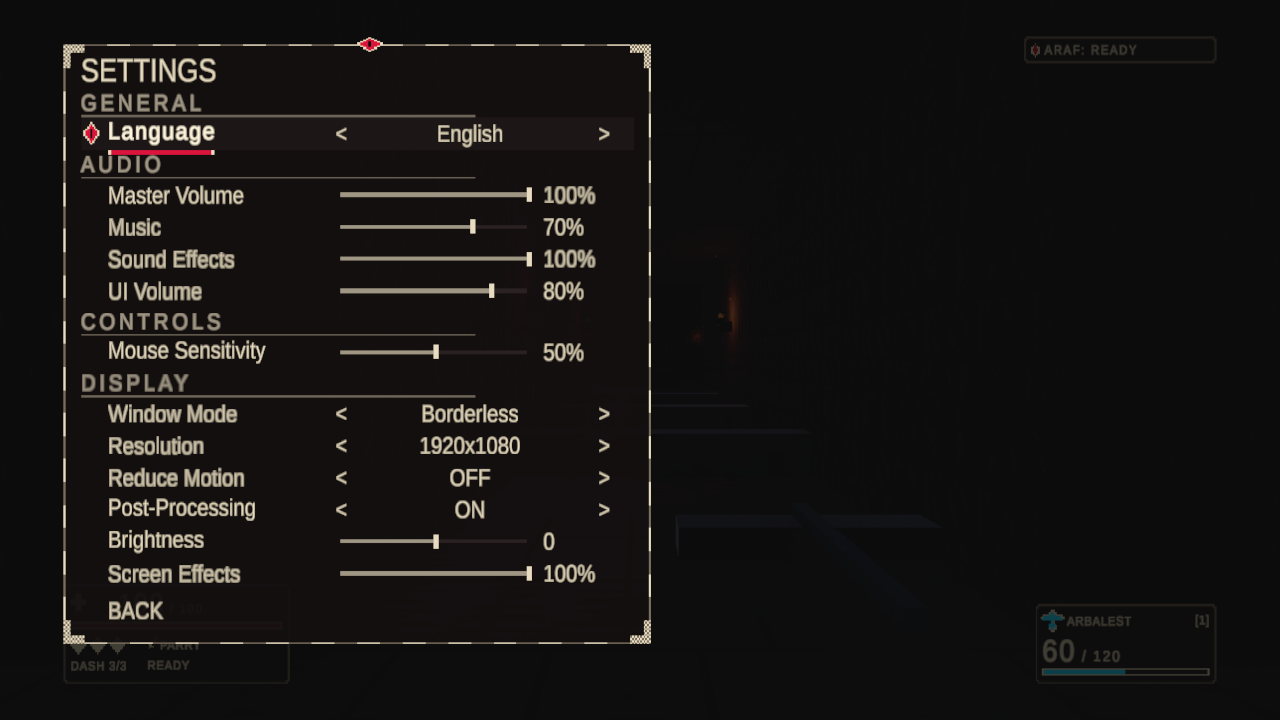 SETTINGS
GENERAL
Language < English >
AUDIO
Master Volume 100%
Music 70%
Sound Effects 100%
UI Volume 80%
CONTROLS
Mouse Sensitivity 50%
DISPLAY
Window Mode < Borderless >
Resolution < 1920x1080 >
Reduce Motion < OFF >
Post-Processing < ON >
Brightness 0
Screen Effects 100%
BACK
PARRY
DASH 3/3 READY
ARAF: READY
ARBALEST [1]
60 / 120